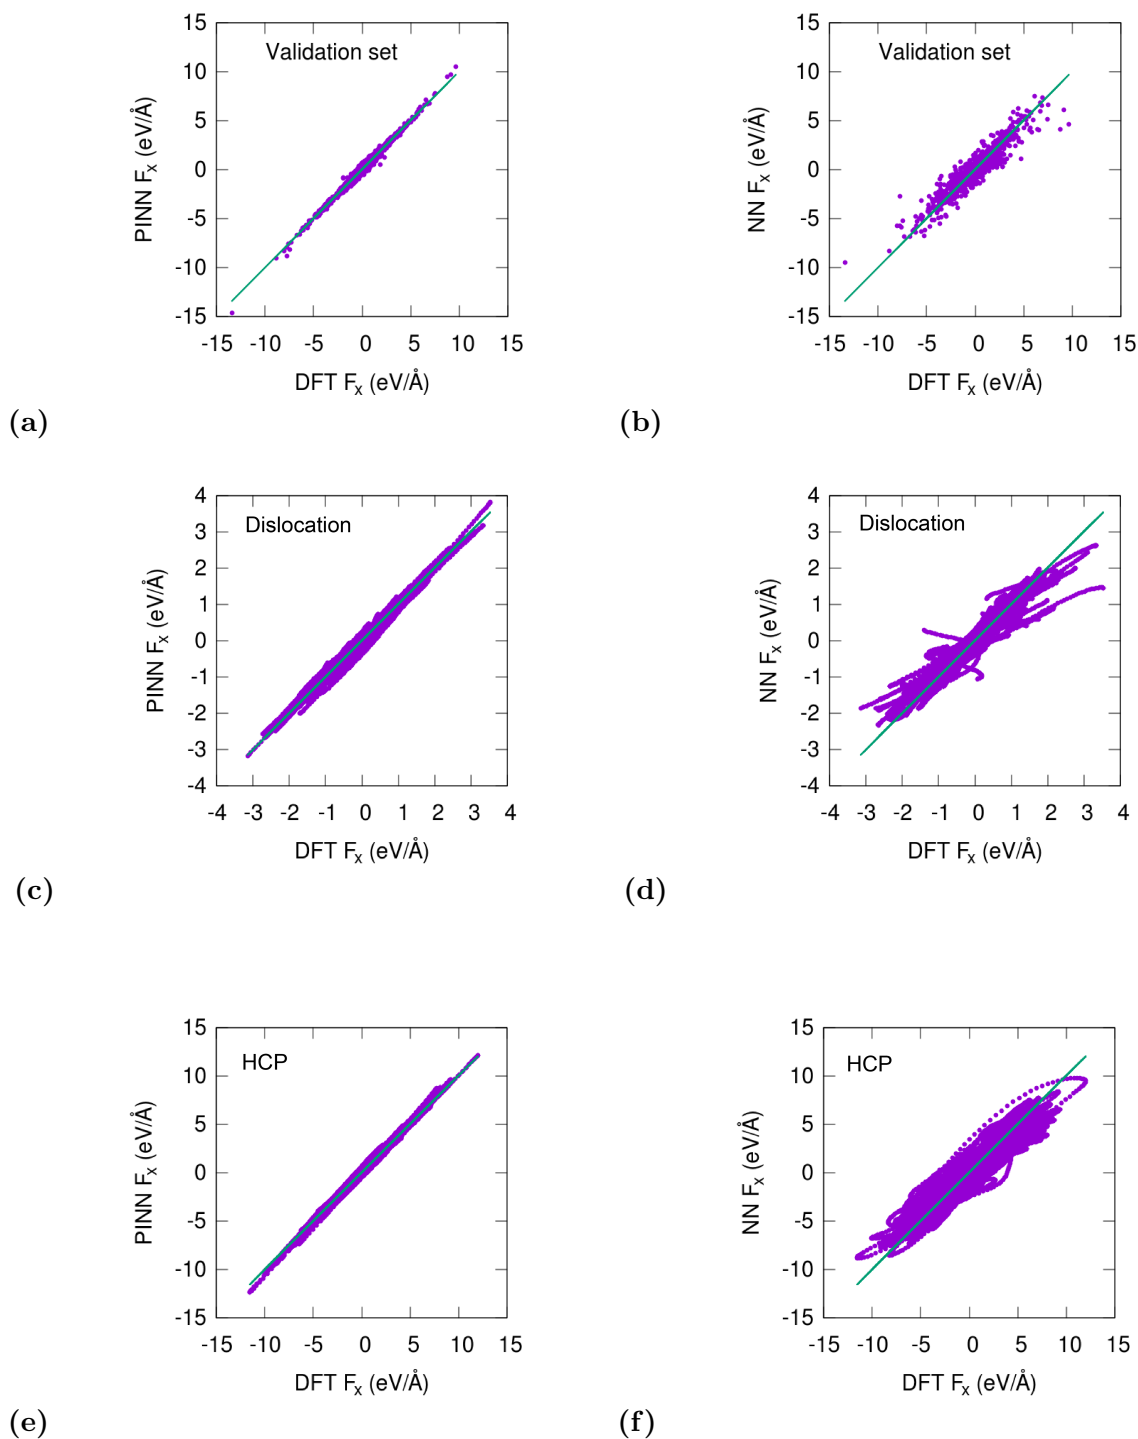 15
10
5
0
-5
-10
-15
PINN Fx (eV/Å)
Validation set
-15 -10 -5 0 5 10 15
DFT Fx (eV/Å)
(a)
15
10
5
0
-5
-10
-15
NN Fx (eV/Å)
Validation set
-15 -10 -5 0 5 10 15
DFT Fx (eV/Å)
(b)
4
3
2
1
0
-1
-2
-3
-4
PINN Fx (eV/Å)
Dislocation
-4 -3 -2 -1 0 1 2 3 4
DFT Fx (eV/Å)
(c)
4
3
2
1
0
-1
-2
-3
-4
NN Fx (eV/Å)
Dislocation
-4 -3 -2 -1 0 1 2 3 4
DFT Fx (eV/Å)
(d)
15
10
5
0
-5
-10
-15
PINN Fx (eV/Å)
HCP
-15 -10 -5 0 5 10 15
DFT Fx (eV/Å)
(e)
15
10
5
0
-5
-10
-15
NN Fx (eV/Å)
HCP
-15 -10 -5 0 5 10 15
DFT Fx (eV/Å)
(f)